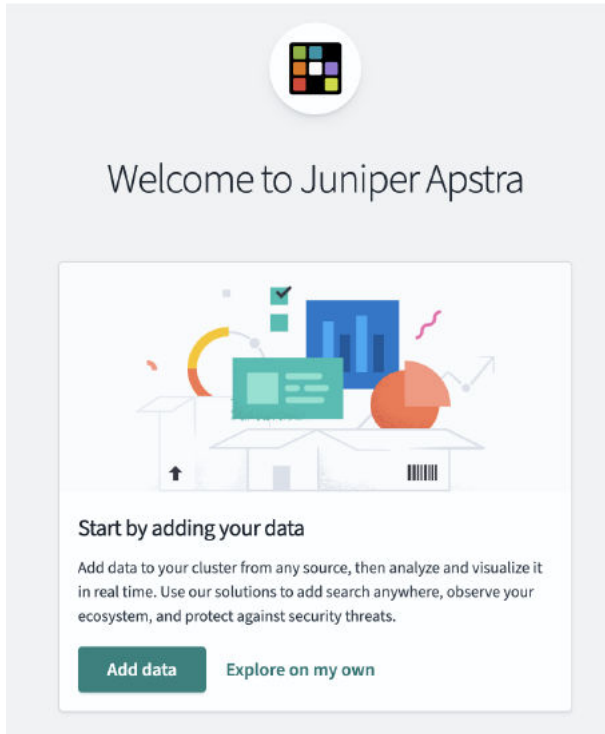 Welcome to Juniper Apstra
Start by adding your data
Add data to your cluster from any source, then analyze and visualize it
in real time. Use our solutions to add search anywhere, observe your
ecosystem, and protect against security threats.
Add data
Explore on my own